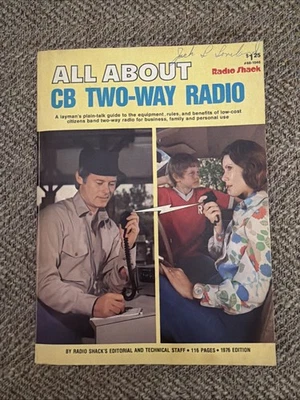 Jack
$1.25
Radio Shack
ALL ABOUT
CB TWO-WAY RADIO
A layman's plain-talk guide to the equipment, rules, and benefits of low-cost
citizens band two-way radio for business, family and personal use
BY RADIO SHACK'S EDITORIAL AND TECHNICAL STAFF • 116 PAGES • 1976 EDITION